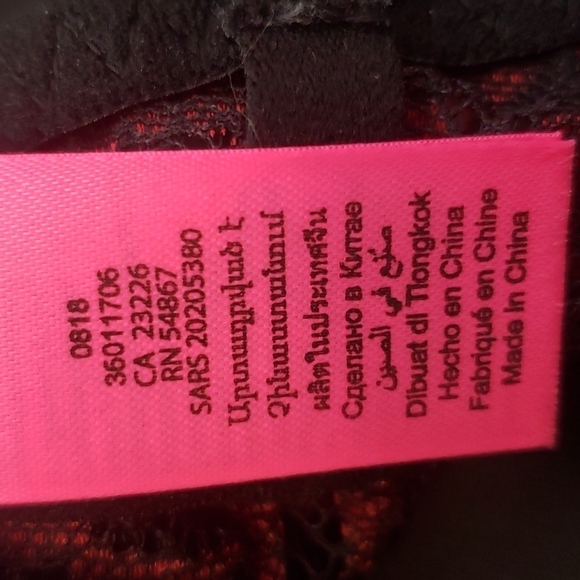 0818
36011706
CA 23226
RN 54867
SARS 20205380
Արտադրված է
Չինաստանում
ผลิตในประเทศจีน
Сделано в Китае
صنع في الصين
Dibuat di Tiongkok
Hecho en China
Fabriqué en Chine
Made in China